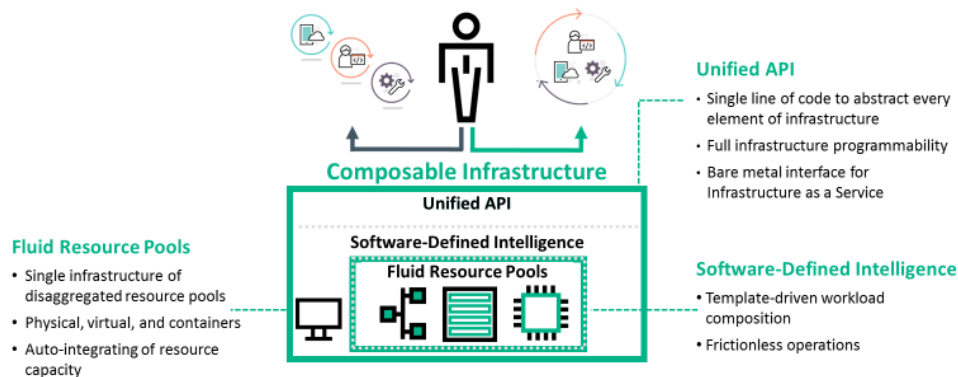 Composable Infrastructure
Unified API
Software-Defined Intelligence
Fluid Resource Pools
Unified API
• Single line of code to abstract every
element of infrastructure
• Full infrastructure programmability
• Bare metal interface for
Infrastructure as a Service
Fluid Resource Pools
• Single infrastructure of
disaggregated resource pools
• Physical, virtual, and containers
• Auto-integrating of resource
capacity
Software-Defined Intelligence
• Template-driven workload
composition
• Frictionless operations